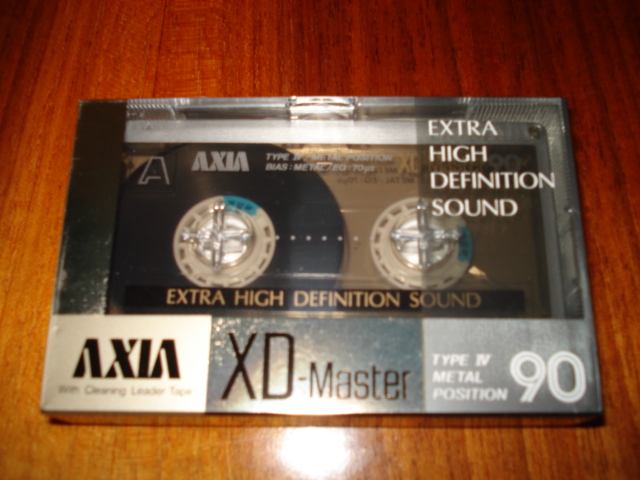 EXTRA
HIGH
DEFINITION
SOUND
A
AXIA
TYPE IV : METAL POSITION
BIAS : METAL/EQ : 70μs
EXTRA HIGH DEFINITION SOUND
AXIA
With Cleaning Leader Tape
XD-Master
TYPE IV
METAL
POSITION
90